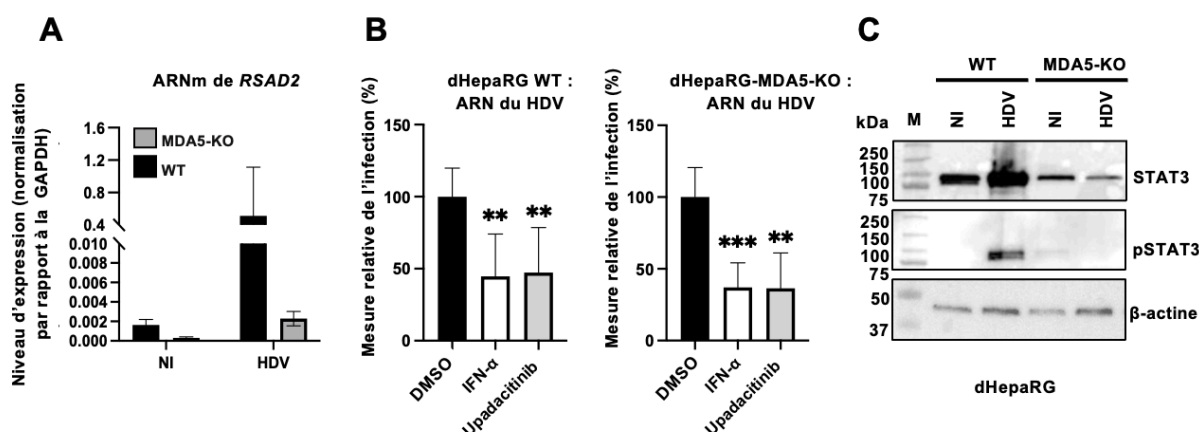 A
ARNm de RSAD2
Niveau d'expression (normalisation
par rapport à la GAPDH)
1.6
1.2
0.8
0.4
0.010
0.008
0.006
0.004
0.002
0.000
MDA5-KO
WT
NI
HDV
B
dHepaRG WT :
ARN du HDV
Mesure relative de l'infection (%)
150
100
50
0
**
**
DMSO
IFN-α
Upadacitinib
dHepaRG-MDA5-KO :
ARN du HDV
Mesure relative de l'infection (%)
150
100
50
0
***
**
DMSO
IFN-α
Upadacitinib
C
WT
MDA5-KO
kDa
M
NI
HDV
NI
HDV
250
150
100
75
STAT3
250
150
100
75
pSTAT3
50
37
β-actine
dHepaRG